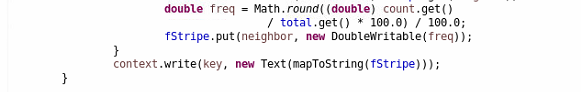 double freq = Math.round((double) count.get()
/ total.get() * 100.0) / 100.0;
fStripe.put(neighbor, new DoubleWritable(freq));
}
context.write(key, new Text(mapToString(fStripe)));
}